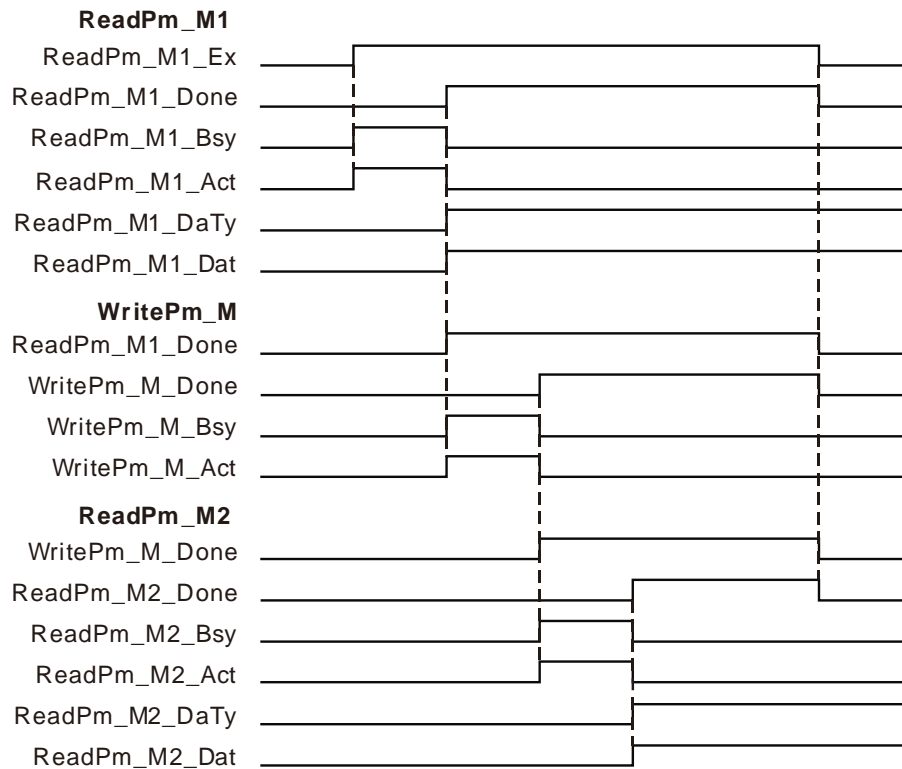 ReadPm_M1
ReadPm_M1_Ex
ReadPm_M1_Done
ReadPm_M1_Bsy
ReadPm_M1_Act
ReadPm_M1_DaTy
ReadPm_M1_Dat
WritePm_M
ReadPm_M1_Done
WritePm_M_Done
WritePm_M_Bsy
WritePm_M_Act
ReadPm_M2
WritePm_M_Done
ReadPm_M2_Done
ReadPm_M2_Bsy
ReadPm_M2_Act
ReadPm_M2_DaTy
ReadPm_M2_Dat